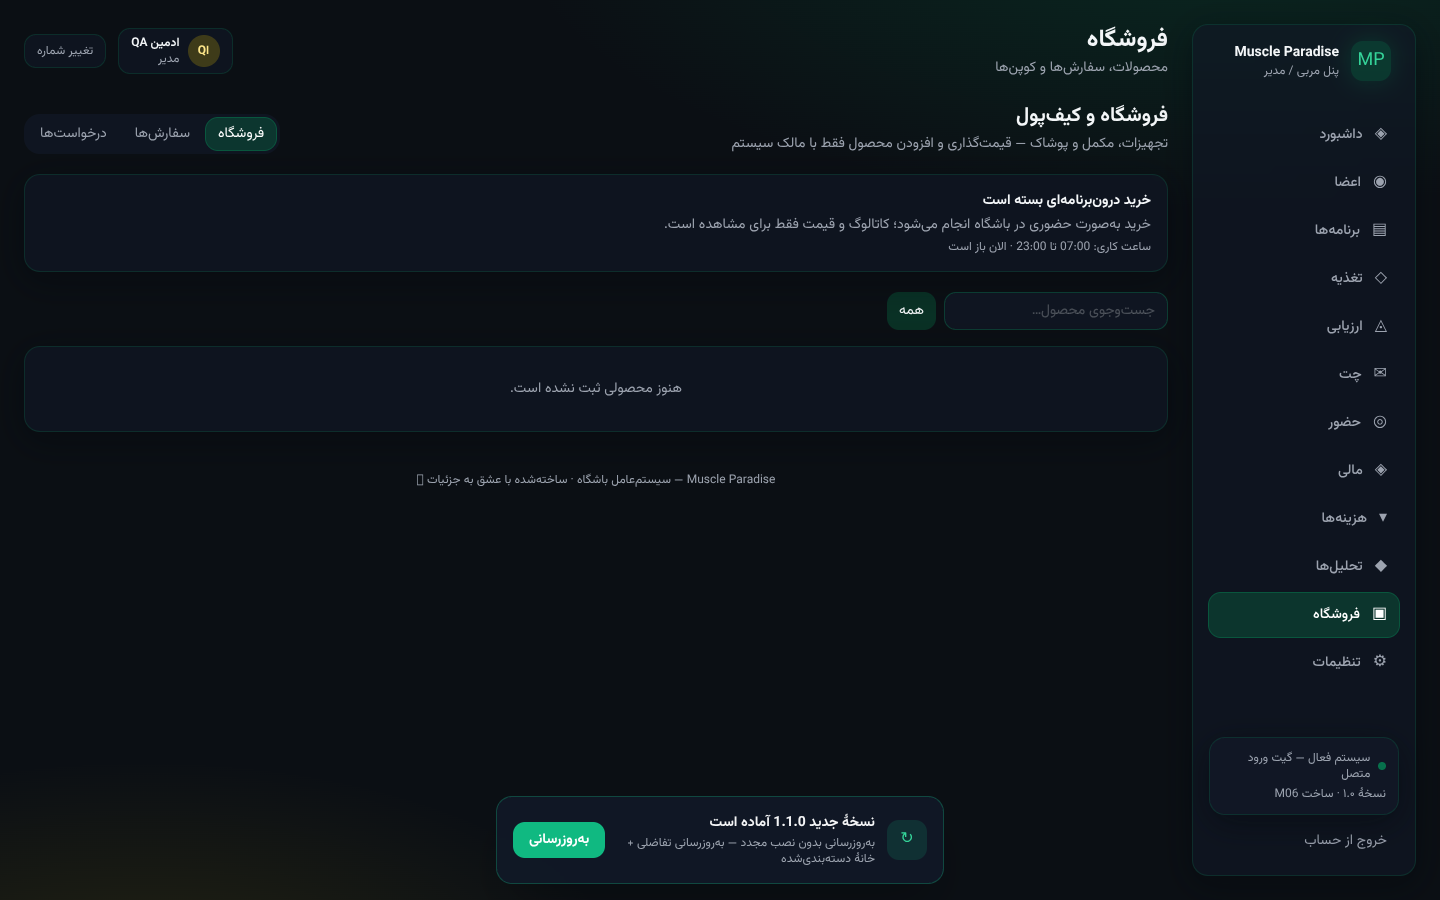 MP
Muscle Paradise
پنل مربی / مدیر
داشبورد
اعضا
برنامه‌ها
تغذیه
ارزیابی
چت
حضور
مالی
هزینه‌ها
تحلیل‌ها
فروشگاه
تنظیمات
سیستم فعال — گیت ورود
متصل
نسخهٔ ۱.۰ · ساخت M06
خروج از حساب
فروشگاه
محصولات، سفارش‌ها و کوپن‌ها
Qا
ادمین QA
مدیر
تغییر شماره
فروشگاه و کیف‌پول
تجهیزات، مکمل و پوشاک — قیمت‌گذاری و افزودن محصول فقط با مالک سیستم
فروشگاه
سفارش‌ها
درخواست‌ها
خرید درون‌برنامه‌ای بسته است
خرید به‌صورت حضوری در باشگاه انجام می‌شود؛ کاتالوگ و قیمت فقط برای مشاهده است.
ساعت کاری: 07:00 تا 23:00 · الان باز است
جست‌وجوی محصول…
همه
هنوز محصولی ثبت نشده است.
Muscle Paradise — سیستم‌عامل باشگاه · ساخته‌شده با عشق به جزئیات
نسخهٔ جدید 1.1.0 آماده است
به‌روزرسانی بدون نصب مجدد — به‌روزرسانی تفاضلی +
خانهٔ دسته‌بندی‌شده
به‌روزرسانی